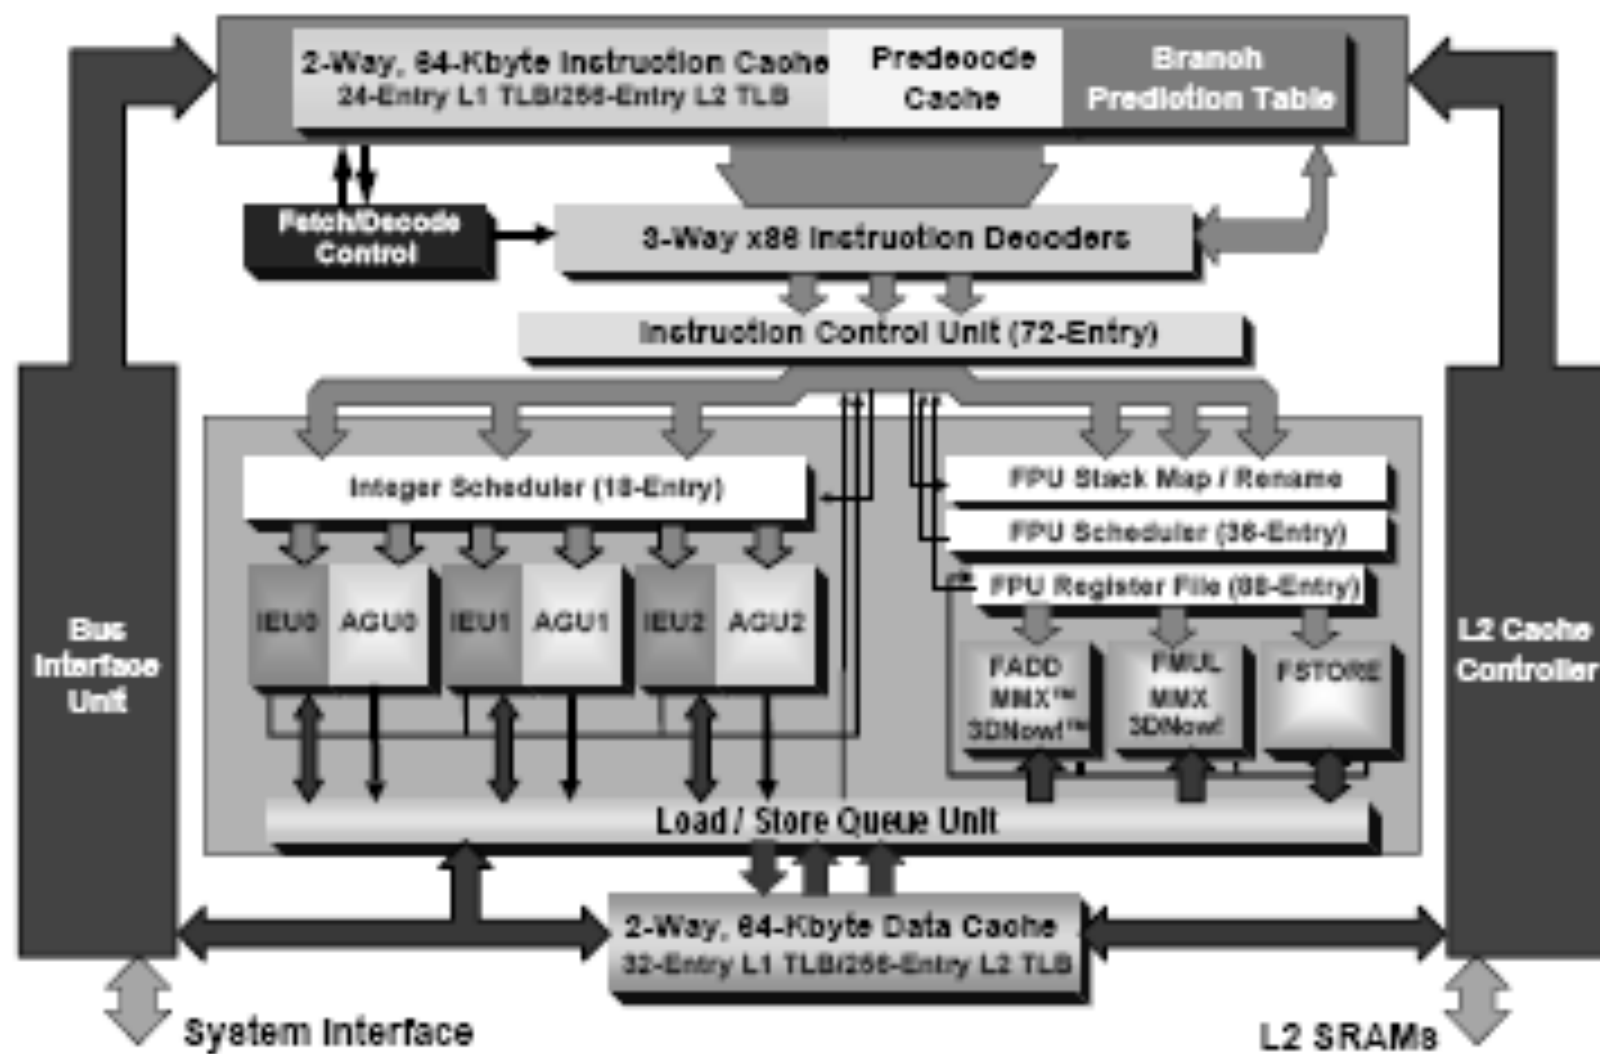 2-Way, 64-Kbyte Instruction Cache
24-Entry L1 TLB/256-Entry L2 TLB
Predecode
Cache
Branch
Prediction Table
Fetch/Decode
Control
3-Way x86 Instruction Decoders
Instruction Control Unit (72-Entry)
Integer Scheduler (18-Entry)
FPU Stack Map / Rename
FPU Scheduler (36-Entry)
FPU Register File (88-Entry)
IEU0
AGU0
IEU1
AGU1
IEU2
AGU2
FADD
MMX™
3DNow!™
FMUL
MMX
3DNow!
FSTORE
Bus
Interface
Unit
L2 Cache
Controller
Load / Store Queue Unit
2-Way, 64-Kbyte Data Cache
32-Entry L1 TLB/256-Entry L2 TLB
System Interface
L2 SRAMs